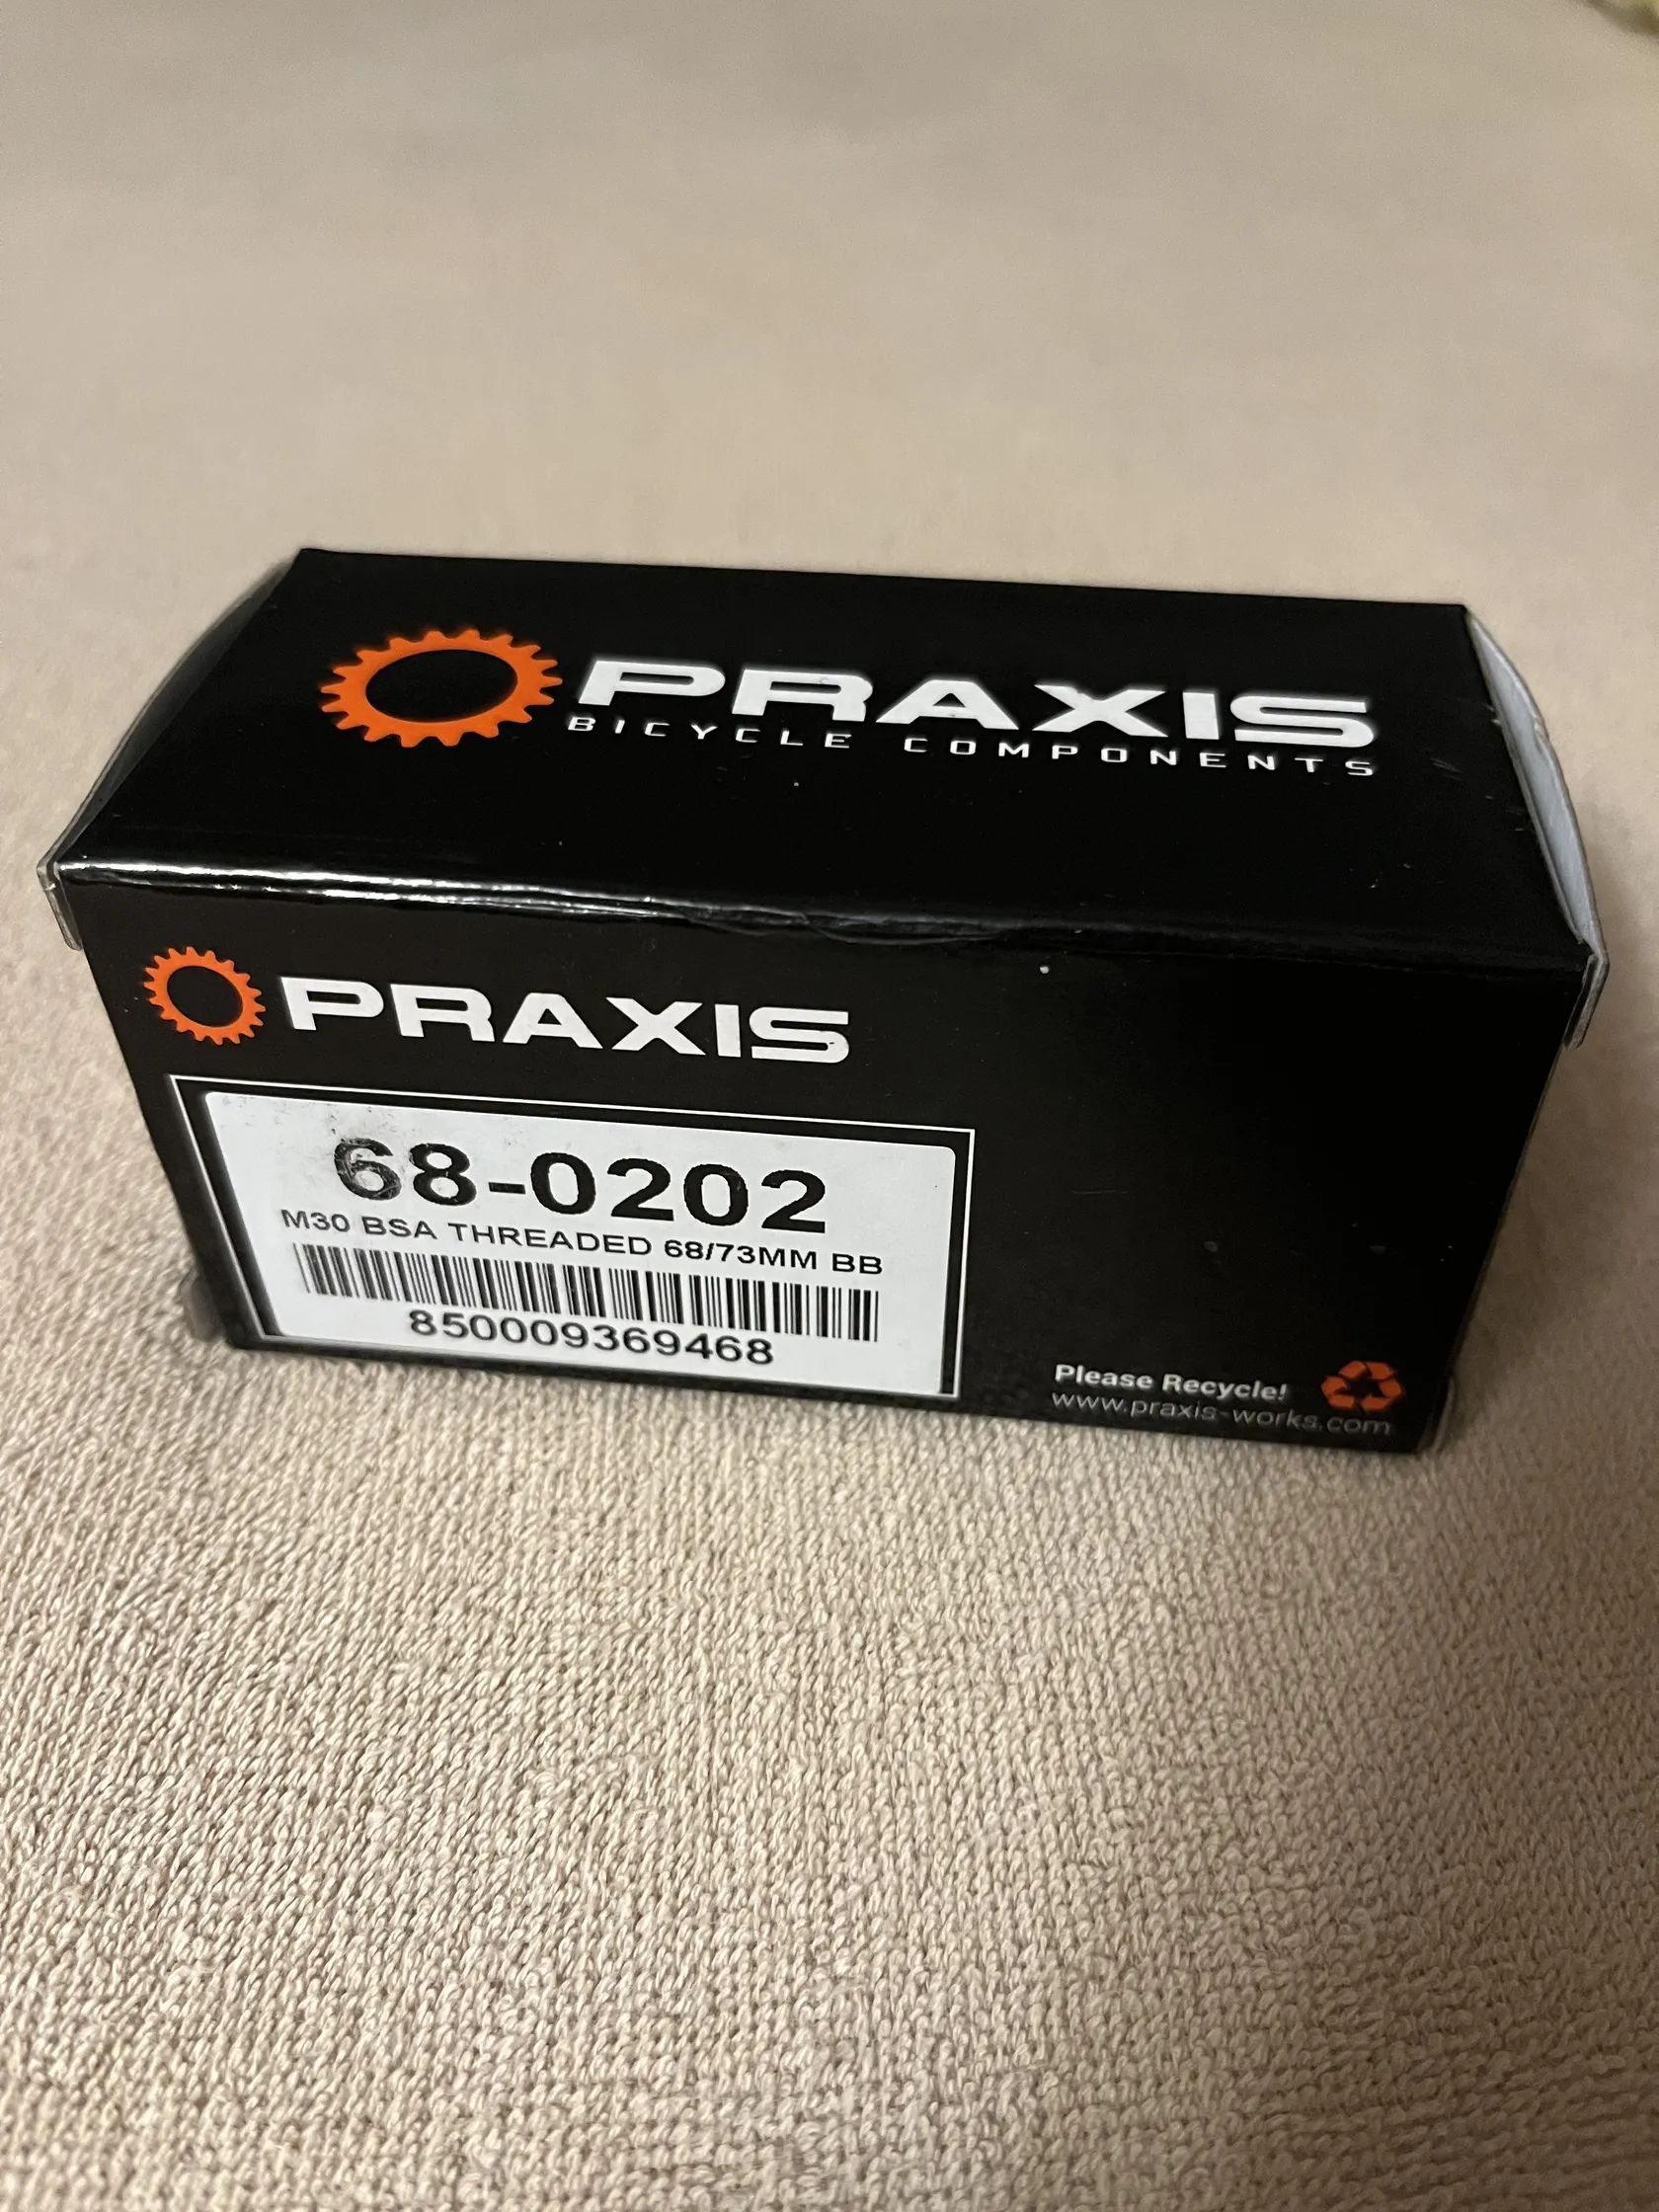 PRAXIS
BICYCLE COMPONENTS
PRAXIS
68-0202
M30 BSA THREADED 68/73MM BB
850009369468
Please Recycle!
www.praxis-works.com